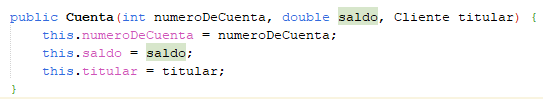 public Cuenta(int numeroDeCuenta, double saldo, Cliente titular) {
this.numeroDeCuenta = numeroDeCuenta;
this.saldo = saldo;
this.titular = titular;
}